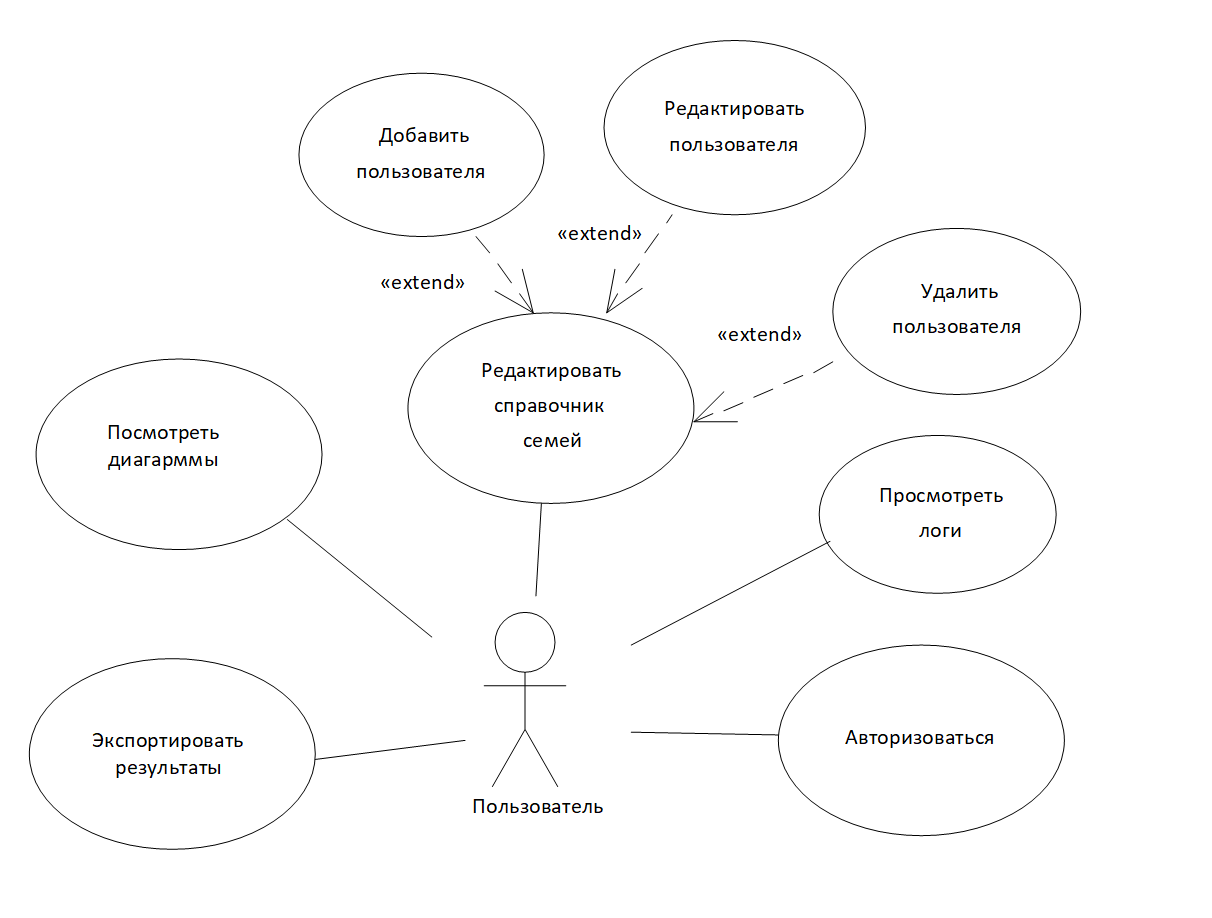 Добавить
пользователя
Редактировать
пользователя
«extend»
«extend»
Удалить
пользователя
«extend»
Редактировать
справочник
семей
Посмотреть
диагарммы
Просмотреть
логи
Экспортировать
результаты
Авторизоваться
Пользователь